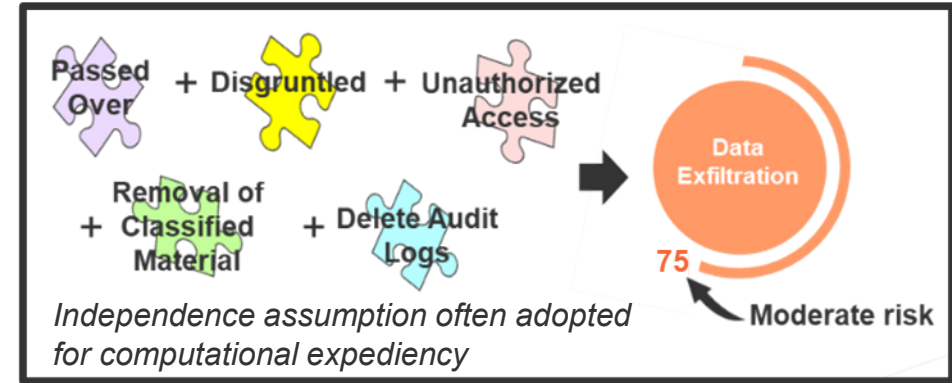 Passed
Over
+ Disgruntled + Unauthorized
Access
+ Removal of
Classified
Material
+ Delete Audit
Logs
Data
Exfiltration
75
Moderate risk
Independence assumption often adopted
for computational expediency